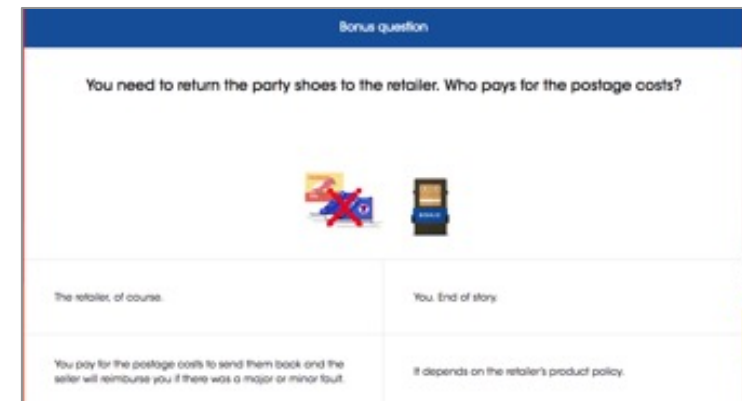 Bonus question
You need to return the party shoes to the retailer. Who pays for the postage costs?
The retailer, of course.
You. End of story.
You pay for the postage costs to send them back and the
seller will reimburse you if there was a major or minor fault.
It depends on the retailer's product policy.